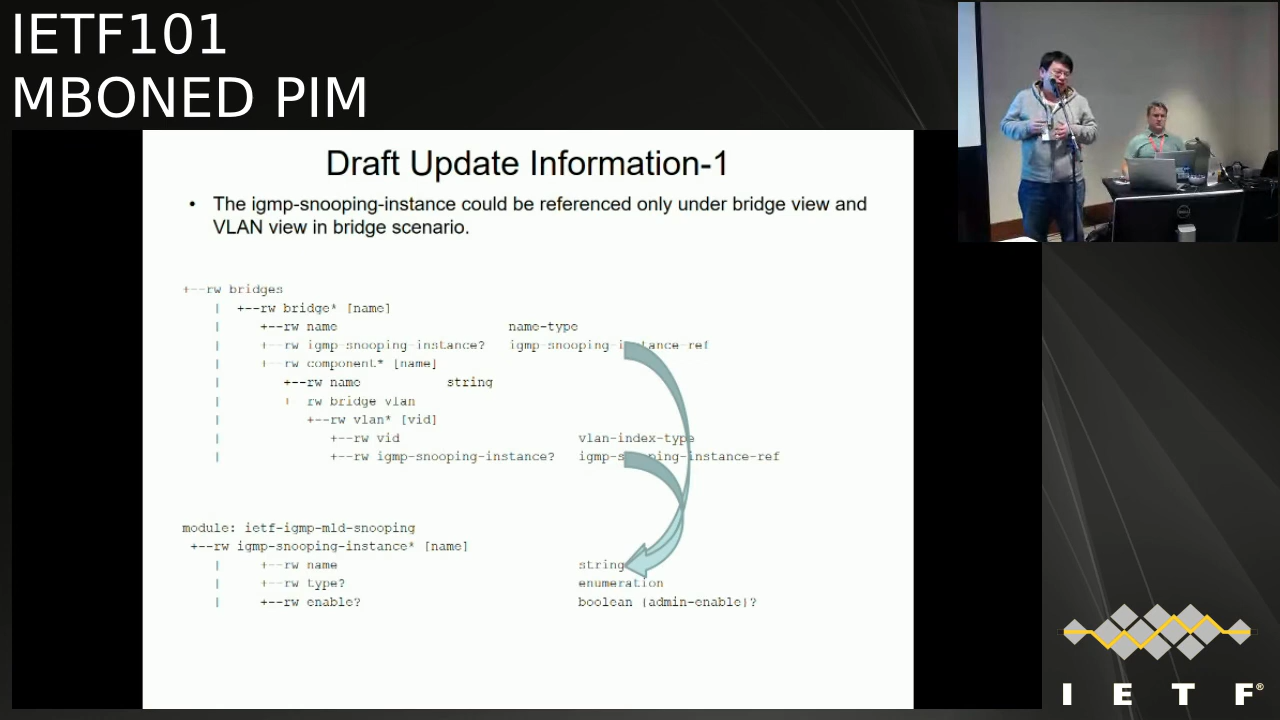 IETF101
MBONED PIM
Draft Update Information-1
• The igmp-snooping-instance could be referenced only under bridge view and
VLAN view in bridge scenario.
+--rw bridges
| +--rw bridge* [name]
| +--rw name name-type
| +--rw igmp-snooping-instance? igmp-snooping-instance-ref
| +--rw component* [name]
| +--rw name string
| + rw bridge vlan
| +--rw vlan* [vid]
| +--rw vid vlan-index-type
| +--rw igmp-snooping-instance? igmp-snooping-instance-ref
module: ietf-igmp-mld-snooping
+--rw igmp-snooping-instance* [name]
| +--rw name string
| +--rw type? enumeration
| +--rw enable? boolean {admin-enable}?
I E T F®